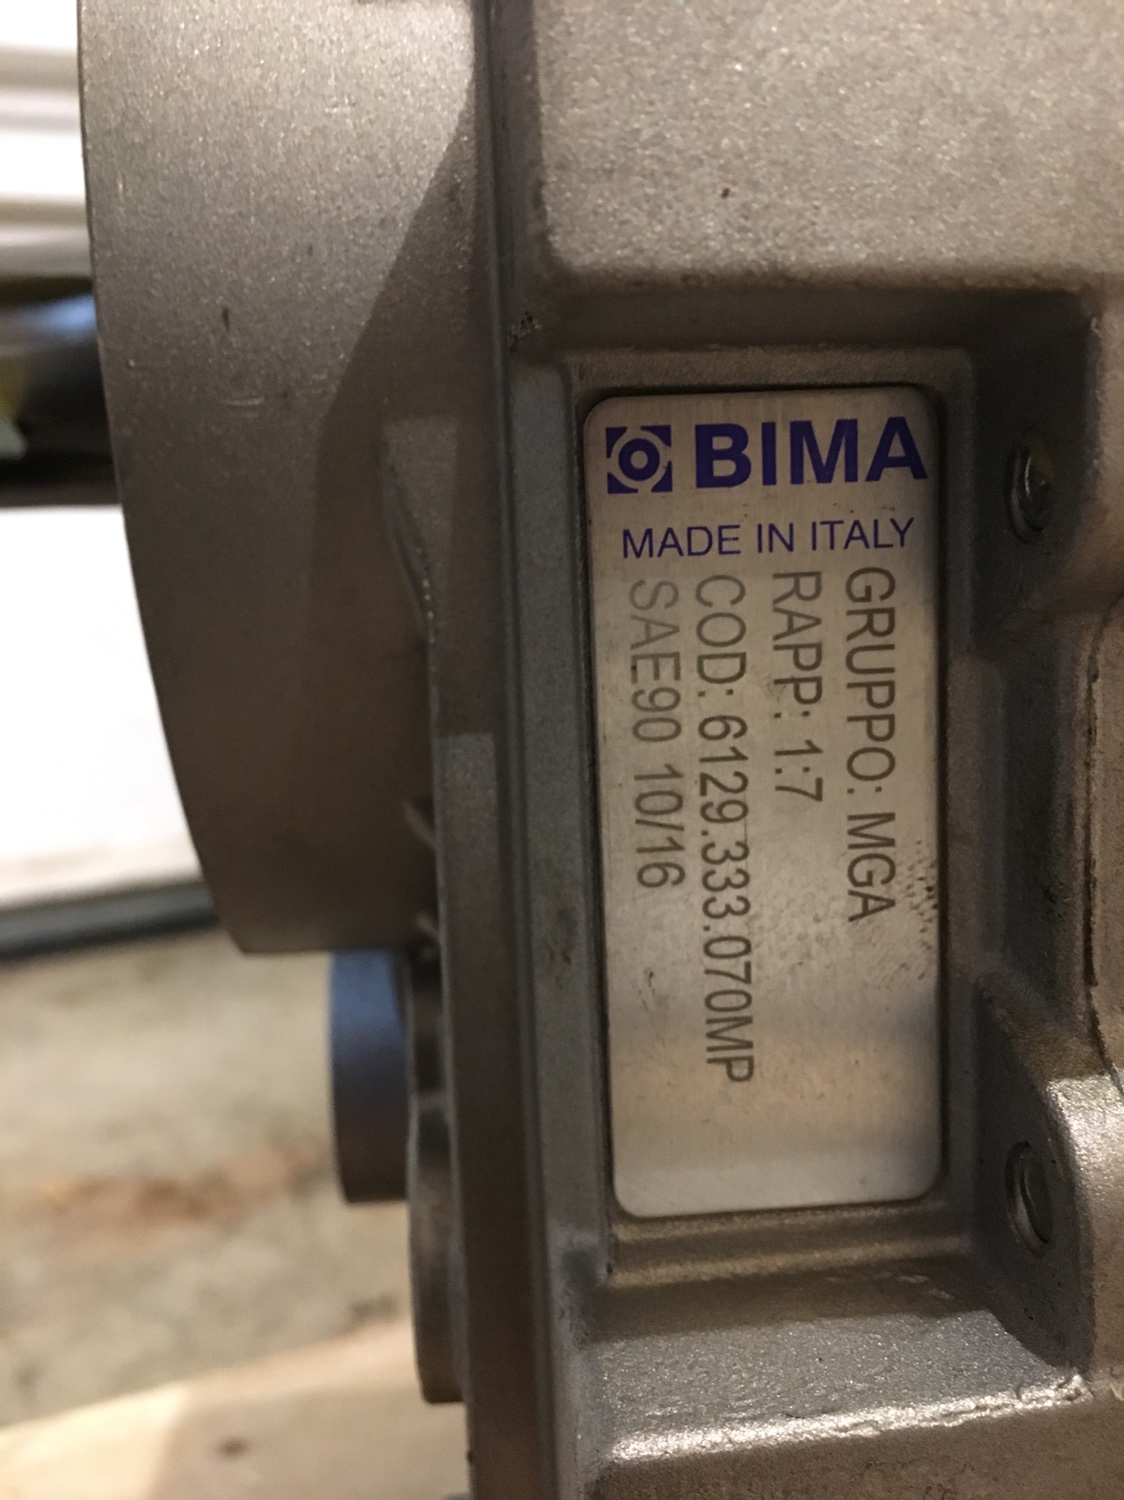 BIMA
MADE IN ITALY
GRUPPO: MGA
RAPP: 1:7
COD: 6129.333.070MP
SAE90 10/16